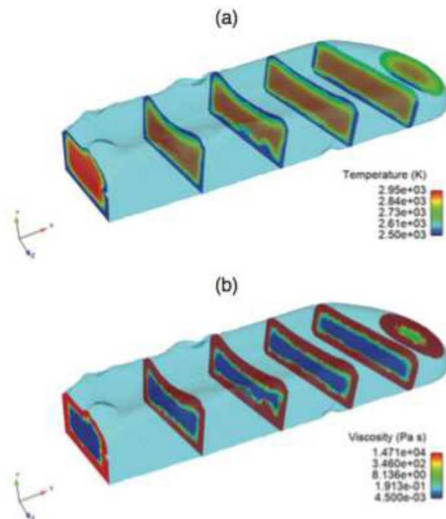 (a)
Temperature (K)
2.95e+03
2.84e+03
2.73e+03
2.61e+03
2.50e+03
(b)
Viscosity (Pa s)
1.471e+04
3.460e+02
8.136e+00
1.913e-01
4.500e-03